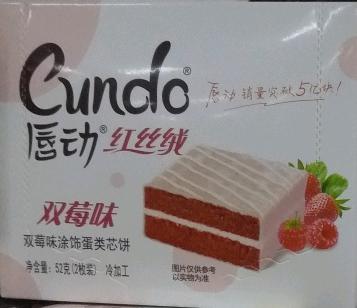 Cundo®
唇动®红丝绒
唇动 销量突破5亿块!
双莓味
双莓味涂饰蛋类芯饼
净含量:52克(2枚装) 冷加工
图片仅供参考
以实物为准